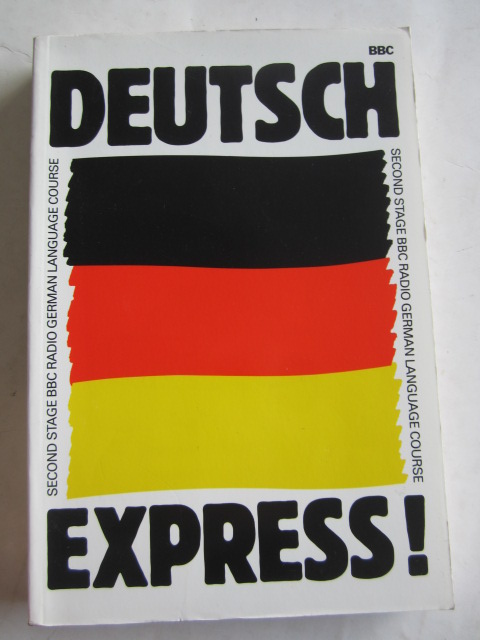 BBC
DEUTSCH
SECOND STAGE BBC RADIO GERMAN LANGUAGE COURSE
SECOND STAGE BBC RADIO GERMAN LANGUAGE COURSE
EXPRESS!